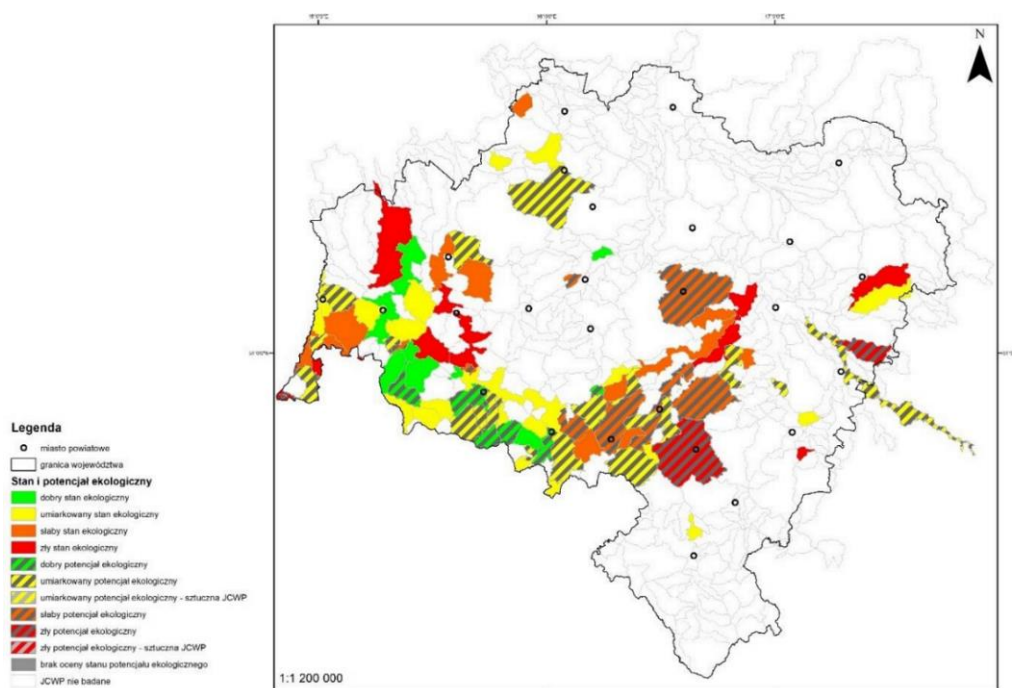 N
Legenda
miasto powiatowe
granica województwa
Stan i potencjał ekologiczny
dobry stan ekologiczny
umiarkowany stan ekologiczny
słaby stan ekologiczny
zły stan ekologiczny
dobry potencjał ekologiczny
umiarkowany potencjał ekologiczny
umiarkowany potencjał ekologiczny - sztuczna JCWP
słaby potencjał ekologiczny
zły potencjał ekologiczny
zły potencjał ekologiczny - sztuczna JCWP
brak oceny stanu potencjału ekologicznego
JCWP nie badane
1:1 200 000